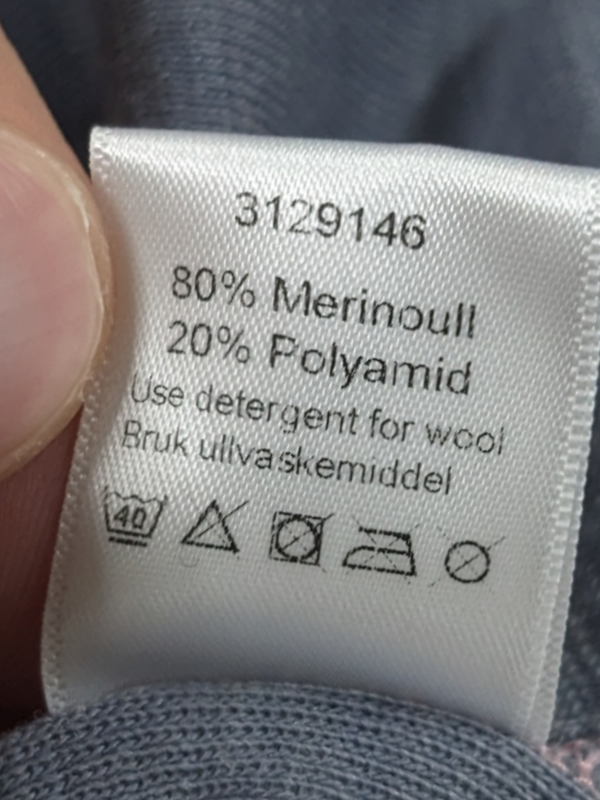 3129146
80% Merinoull
20% Polyamid
Use detergent for wool
Bruk ullvaskemiddel
40